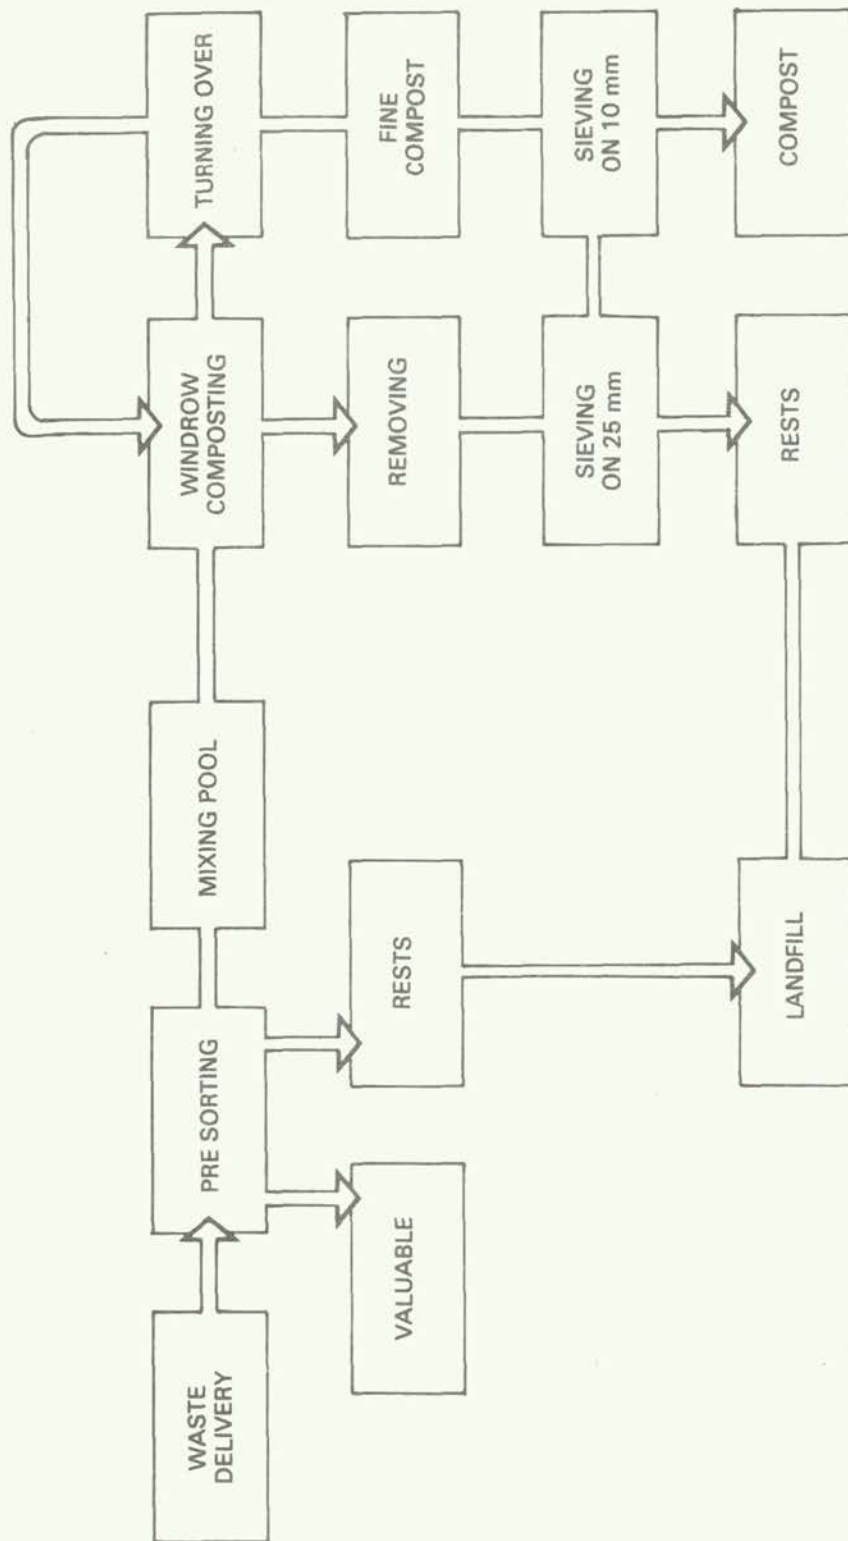 WASTE
DELIVERY
PRE SORTING
MIXING POOL
WINDROW
COMPOSTING
TURNING OVER
VALUABLE
RESTS
REMOVING
FINE
COMPOST
SIEVING
ON 25 mm
SIEVING
ON 10 mm
LANDFILL
RESTS
COMPOST